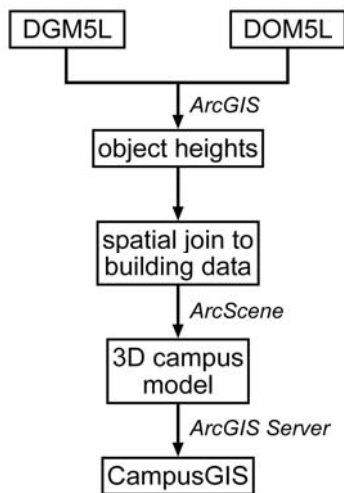 DGM5L
DOM5L
ArcGIS
object heights
spatial join to
building data
ArcScene
3D campus
model
ArcGIS Server
CampusGIS